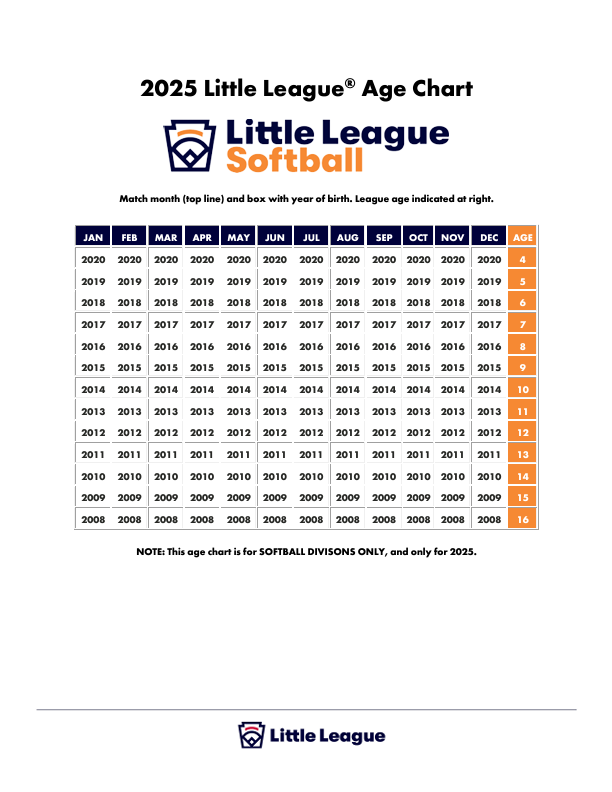 2025 Little League® Age Chart
Little League
Softball
Match month (top line) and box with year of birth. League age indicated at right.
JAN FEB MAR APR MAY JUN JUL AUG SEP OCT NOV DEC AGE
2020 2020 2020 2020 2020 2020 2020 2020 2020 2020 2020 2020 4
2019 2019 2019 2019 2019 2019 2019 2019 2019 2019 2019 2019 5
2018 2018 2018 2018 2018 2018 2018 2018 2018 2018 2018 2018 6
2017 2017 2017 2017 2017 2017 2017 2017 2017 2017 2017 2017 7
2016 2016 2016 2016 2016 2016 2016 2016 2016 2016 2016 2016 8
2015 2015 2015 2015 2015 2015 2015 2015 2015 2015 2015 2015 9
2014 2014 2014 2014 2014 2014 2014 2014 2014 2014 2014 2014 10
2013 2013 2013 2013 2013 2013 2013 2013 2013 2013 2013 2013 11
2012 2012 2012 2012 2012 2012 2012 2012 2012 2012 2012 2012 12
2011 2011 2011 2011 2011 2011 2011 2011 2011 2011 2011 2011 13
2010 2010 2010 2010 2010 2010 2010 2010 2010 2010 2010 2010 14
2009 2009 2009 2009 2009 2009 2009 2009 2009 2009 2009 2009 15
2008 2008 2008 2008 2008 2008 2008 2008 2008 2008 2008 2008 16
NOTE: This age chart is for SOFTBALL DIVISONS ONLY, and only for 2025.
Little League